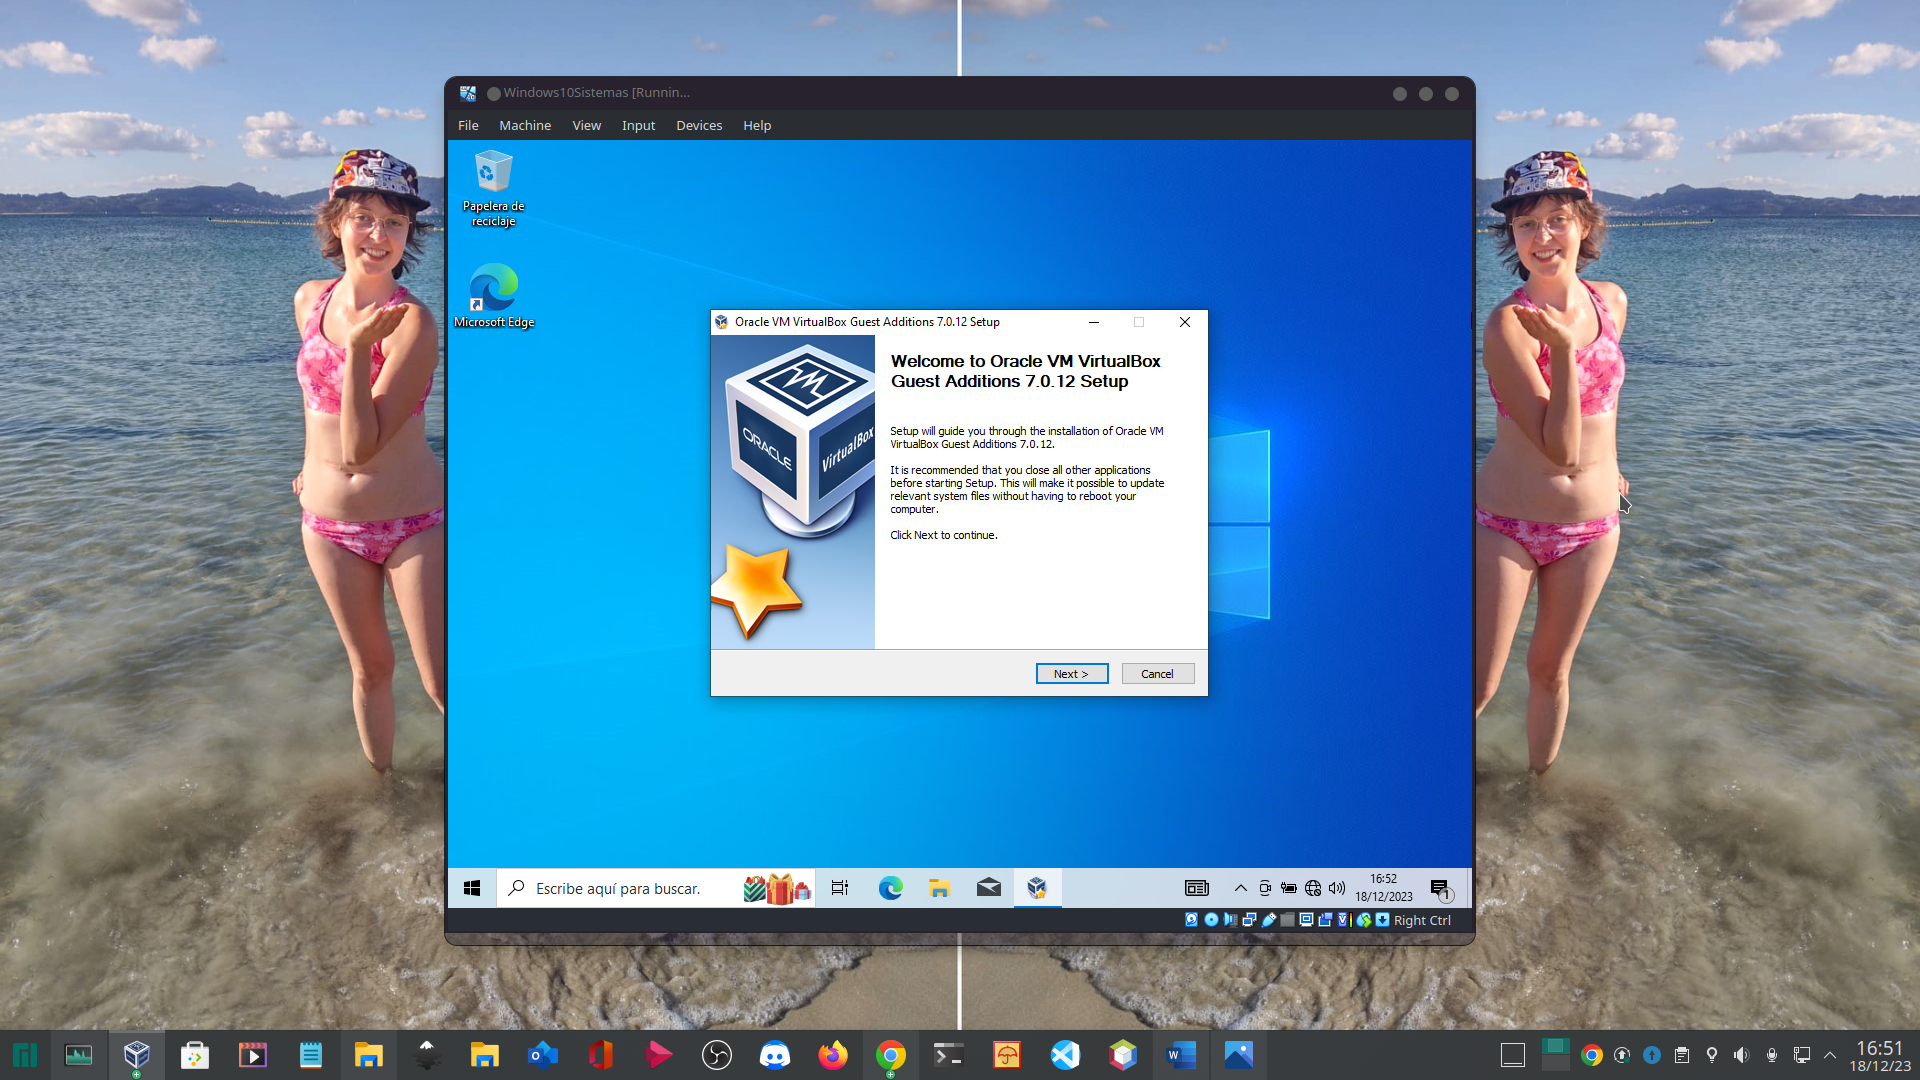 Windows10Sistemas [Runnin...
File Machine View Input Devices Help
Papelera de
reciclaje
Microsoft Edge
Oracle VM VirtualBox Guest Additions 7.0.12 Setup
Welcome to Oracle VM VirtualBox
Guest Additions 7.0.12 Setup
ORACLE
VirtualBox
Setup will guide you through the installation of Oracle VM
VirtualBox Guest Additions 7.0.12.
It is recommended that you close all other applications
before starting Setup. This will make it possible to update
relevant system files without having to reboot your
computer.
Click Next to continue.
Next >
Cancel
Escribe aquí para buscar.
16:52
18/12/2023
1
Right Ctrl
16:51
18/12/23